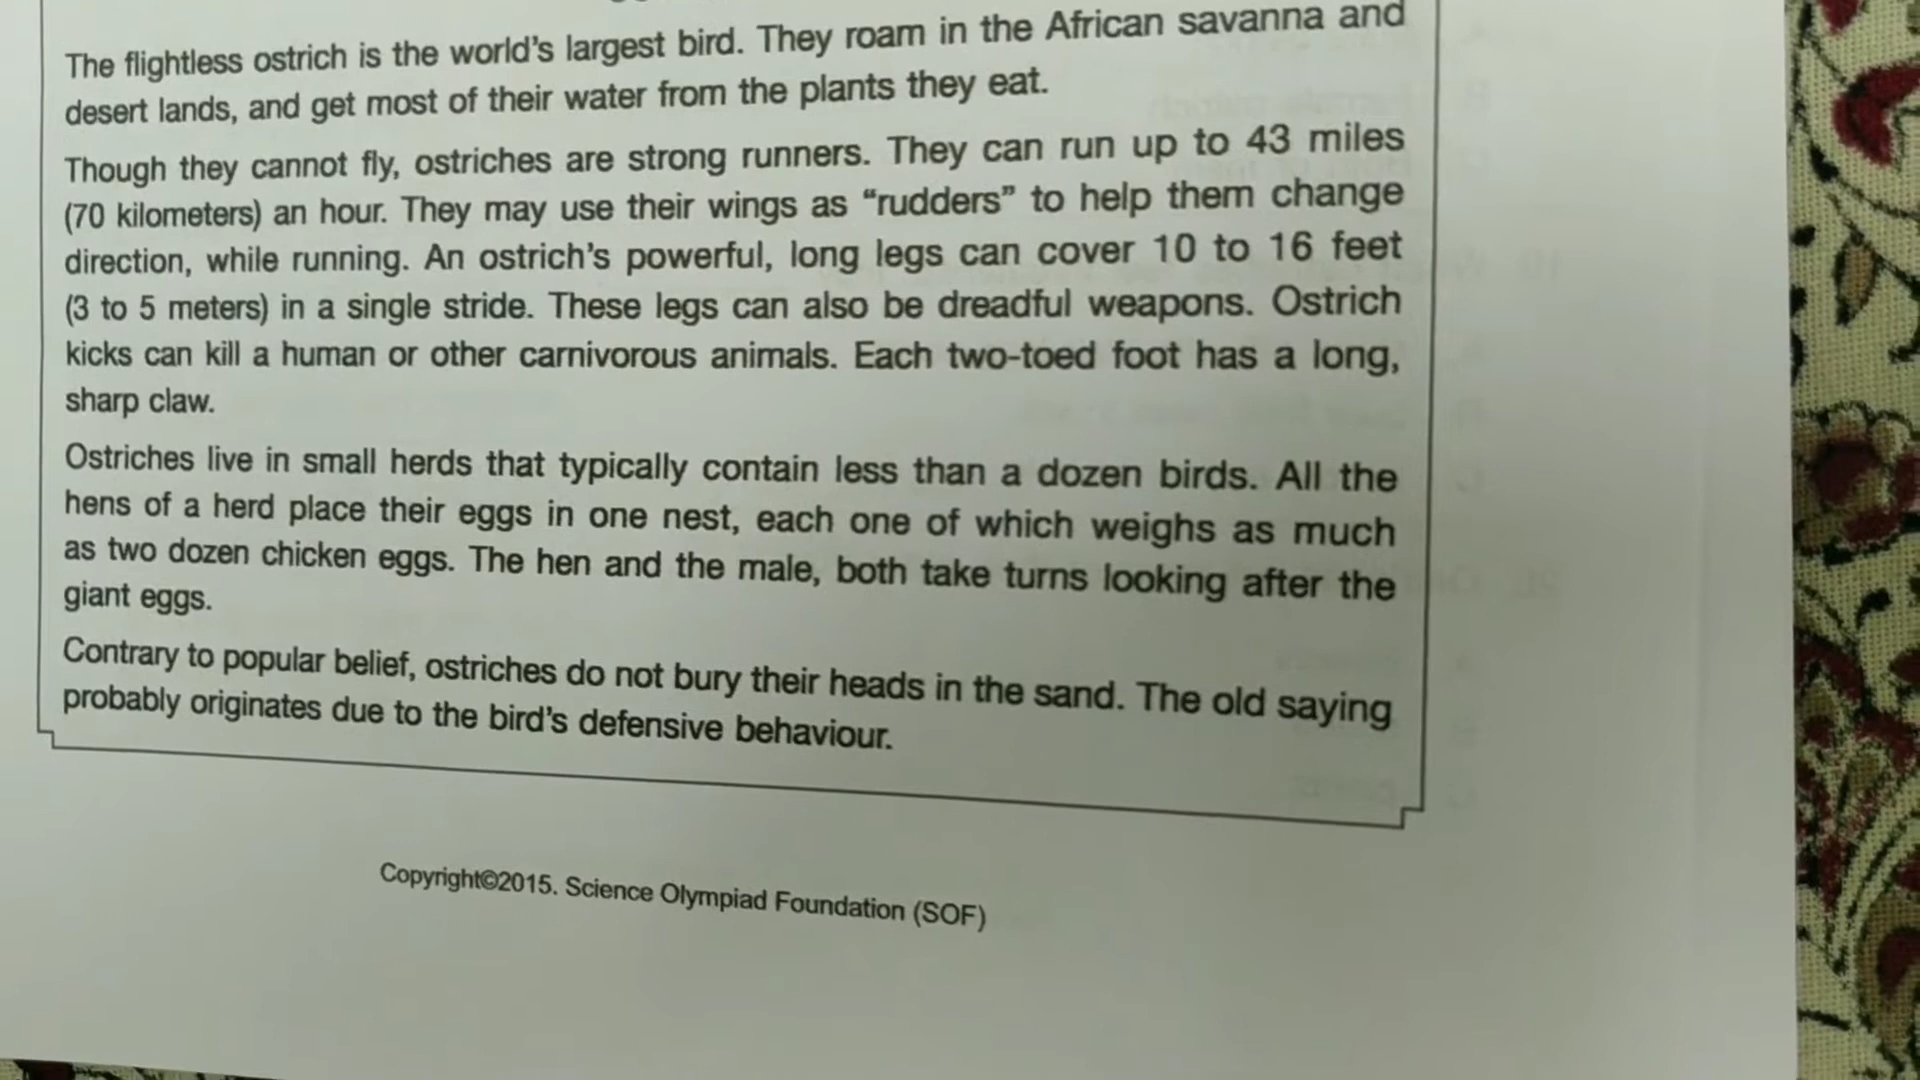 The flightless ostrich is the world's largest bird. They roam in the African savanna and
desert lands, and get most of their water from the plants they eat.
Though they cannot fly, ostriches are strong runners. They can run up to 43 miles
(70 kilometers) an hour. They may use their wings as “rudders” to help them change
direction, while running. An ostrich's powerful, long legs can cover 10 to 16 feet
(3 to 5 meters) in a single stride. These legs can also be dreadful weapons. Ostrich
kicks can kill a human or other carnivorous animals. Each two-toed foot has a long,
sharp claw.
Ostriches live in small herds that typically contain less than a dozen birds. All the
hens of a herd place their eggs in one nest, each one of which weighs as much
as two dozen chicken eggs. The hen and the male, both take turns looking after the
giant eggs.
Contrary to popular belief, ostriches do not bury their heads in the sand. The old saying
probably originates due to the bird's defensive behaviour.
Copyright©2015. Science Olympiad Foundation (SOF)